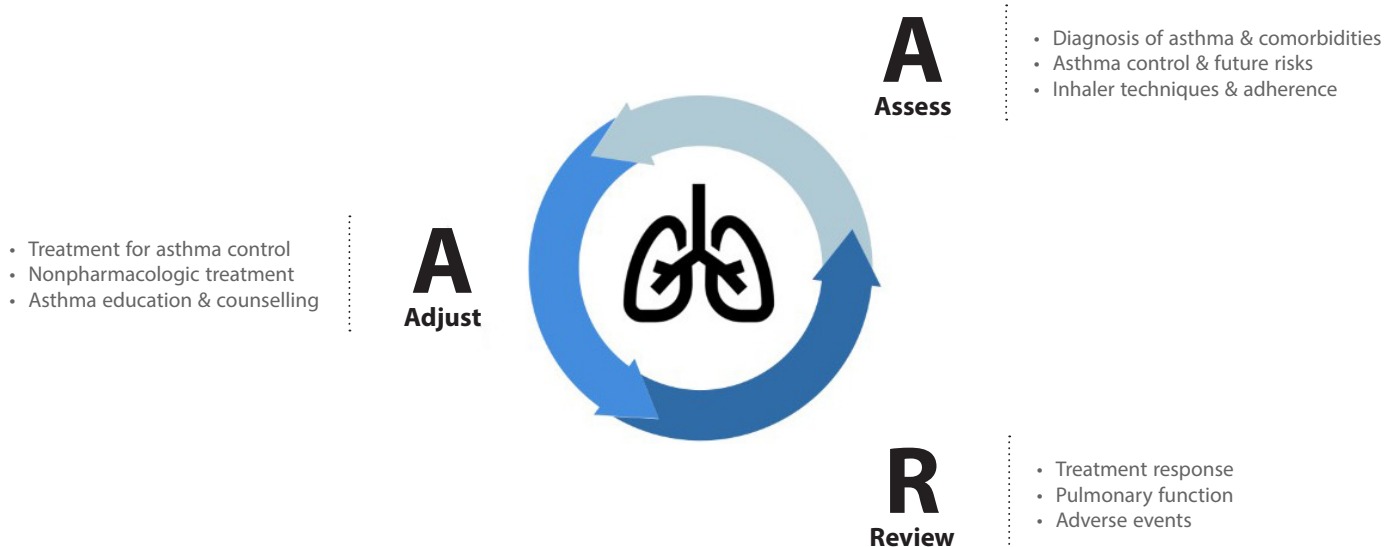 A
Assess
• Diagnosis of asthma & comorbidities
• Asthma control & future risks
• Inhaler techniques & adherence
• Treatment for asthma control
• Nonpharmacologic treatment
• Asthma education & counselling
A
Adjust
R
Review
• Treatment response
• Pulmonary function
• Adverse events